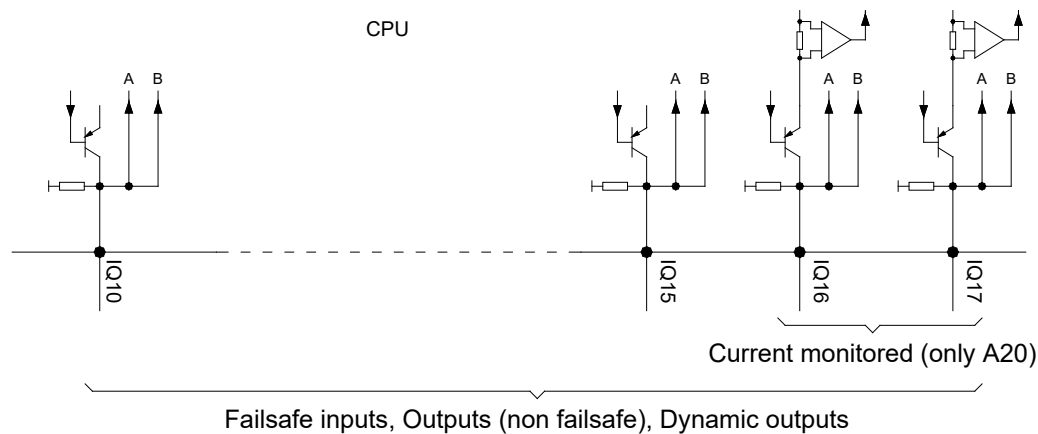 CPU
A B
A B
A B
A B
IQ10
IQ15
IQ16
IQ17
Current monitored (only A20)
Failsafe inputs, Outputs (non failsafe), Dynamic outputs